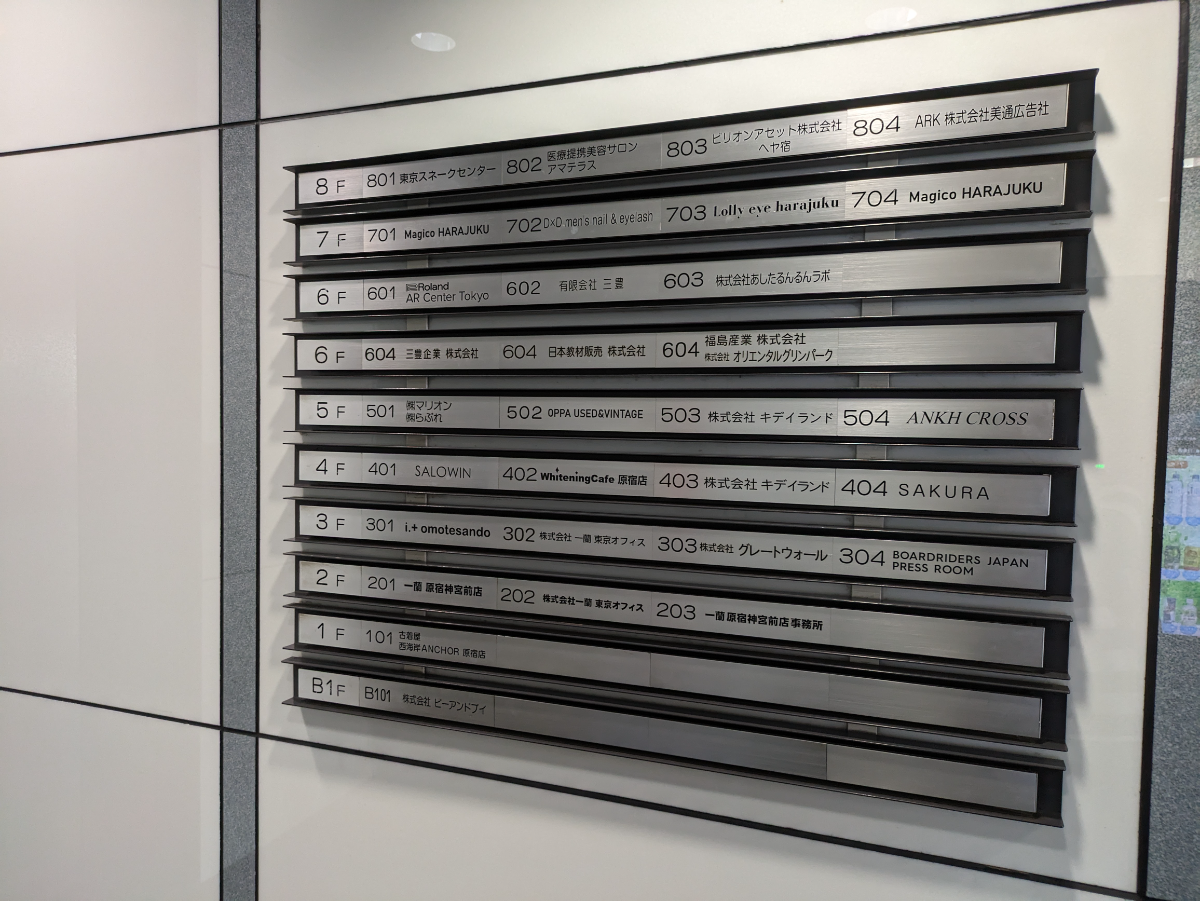 8F 801 東京スネークセンター 802 医療提携美容サロン アマテラス 803 ビリオンアセット株式会社 ヘヤ宿 804 ARK 株式会社美通広告社
7F 701 Magico HARAJUKU 702 D×D men's nail & eyelash 703 Lolly eye harajuku 704 Magico HARAJUKU
6F 601 Roland AR Center Tokyo 602 有限会社 三豊 603 株式会社あしたるんるんラボ
6F 604 三豊企業 株式会社 604 日本教材販売 株式会社 604 福島産業 株式会社 株式会社 オリエンタルグリンパーク
5F 501 ㈱マリオン ㈱らぷれ 502 OPPA USED&VINTAGE 503 株式会社 キデイランド 504 ANKH CROSS
4F 401 SALOWIN 402 WhiteningCafe 原宿店 403 株式会社 キデイランド 404 SAKURA
3F 301 i.+ omotesando 302 株式会社 一蘭 東京オフィス 303 株式会社 グレートウォール 304 BOARDRIDERS JAPAN PRESS ROOM
2F 201 一蘭 原宿神宮前店 202 株式会社一蘭 東京オフィス 203 一蘭原宿神宮前店事務所
1F 101 古着屋 西海岸ANCHOR 原宿店
B1F B101 株式会社 ビーアンドブイ